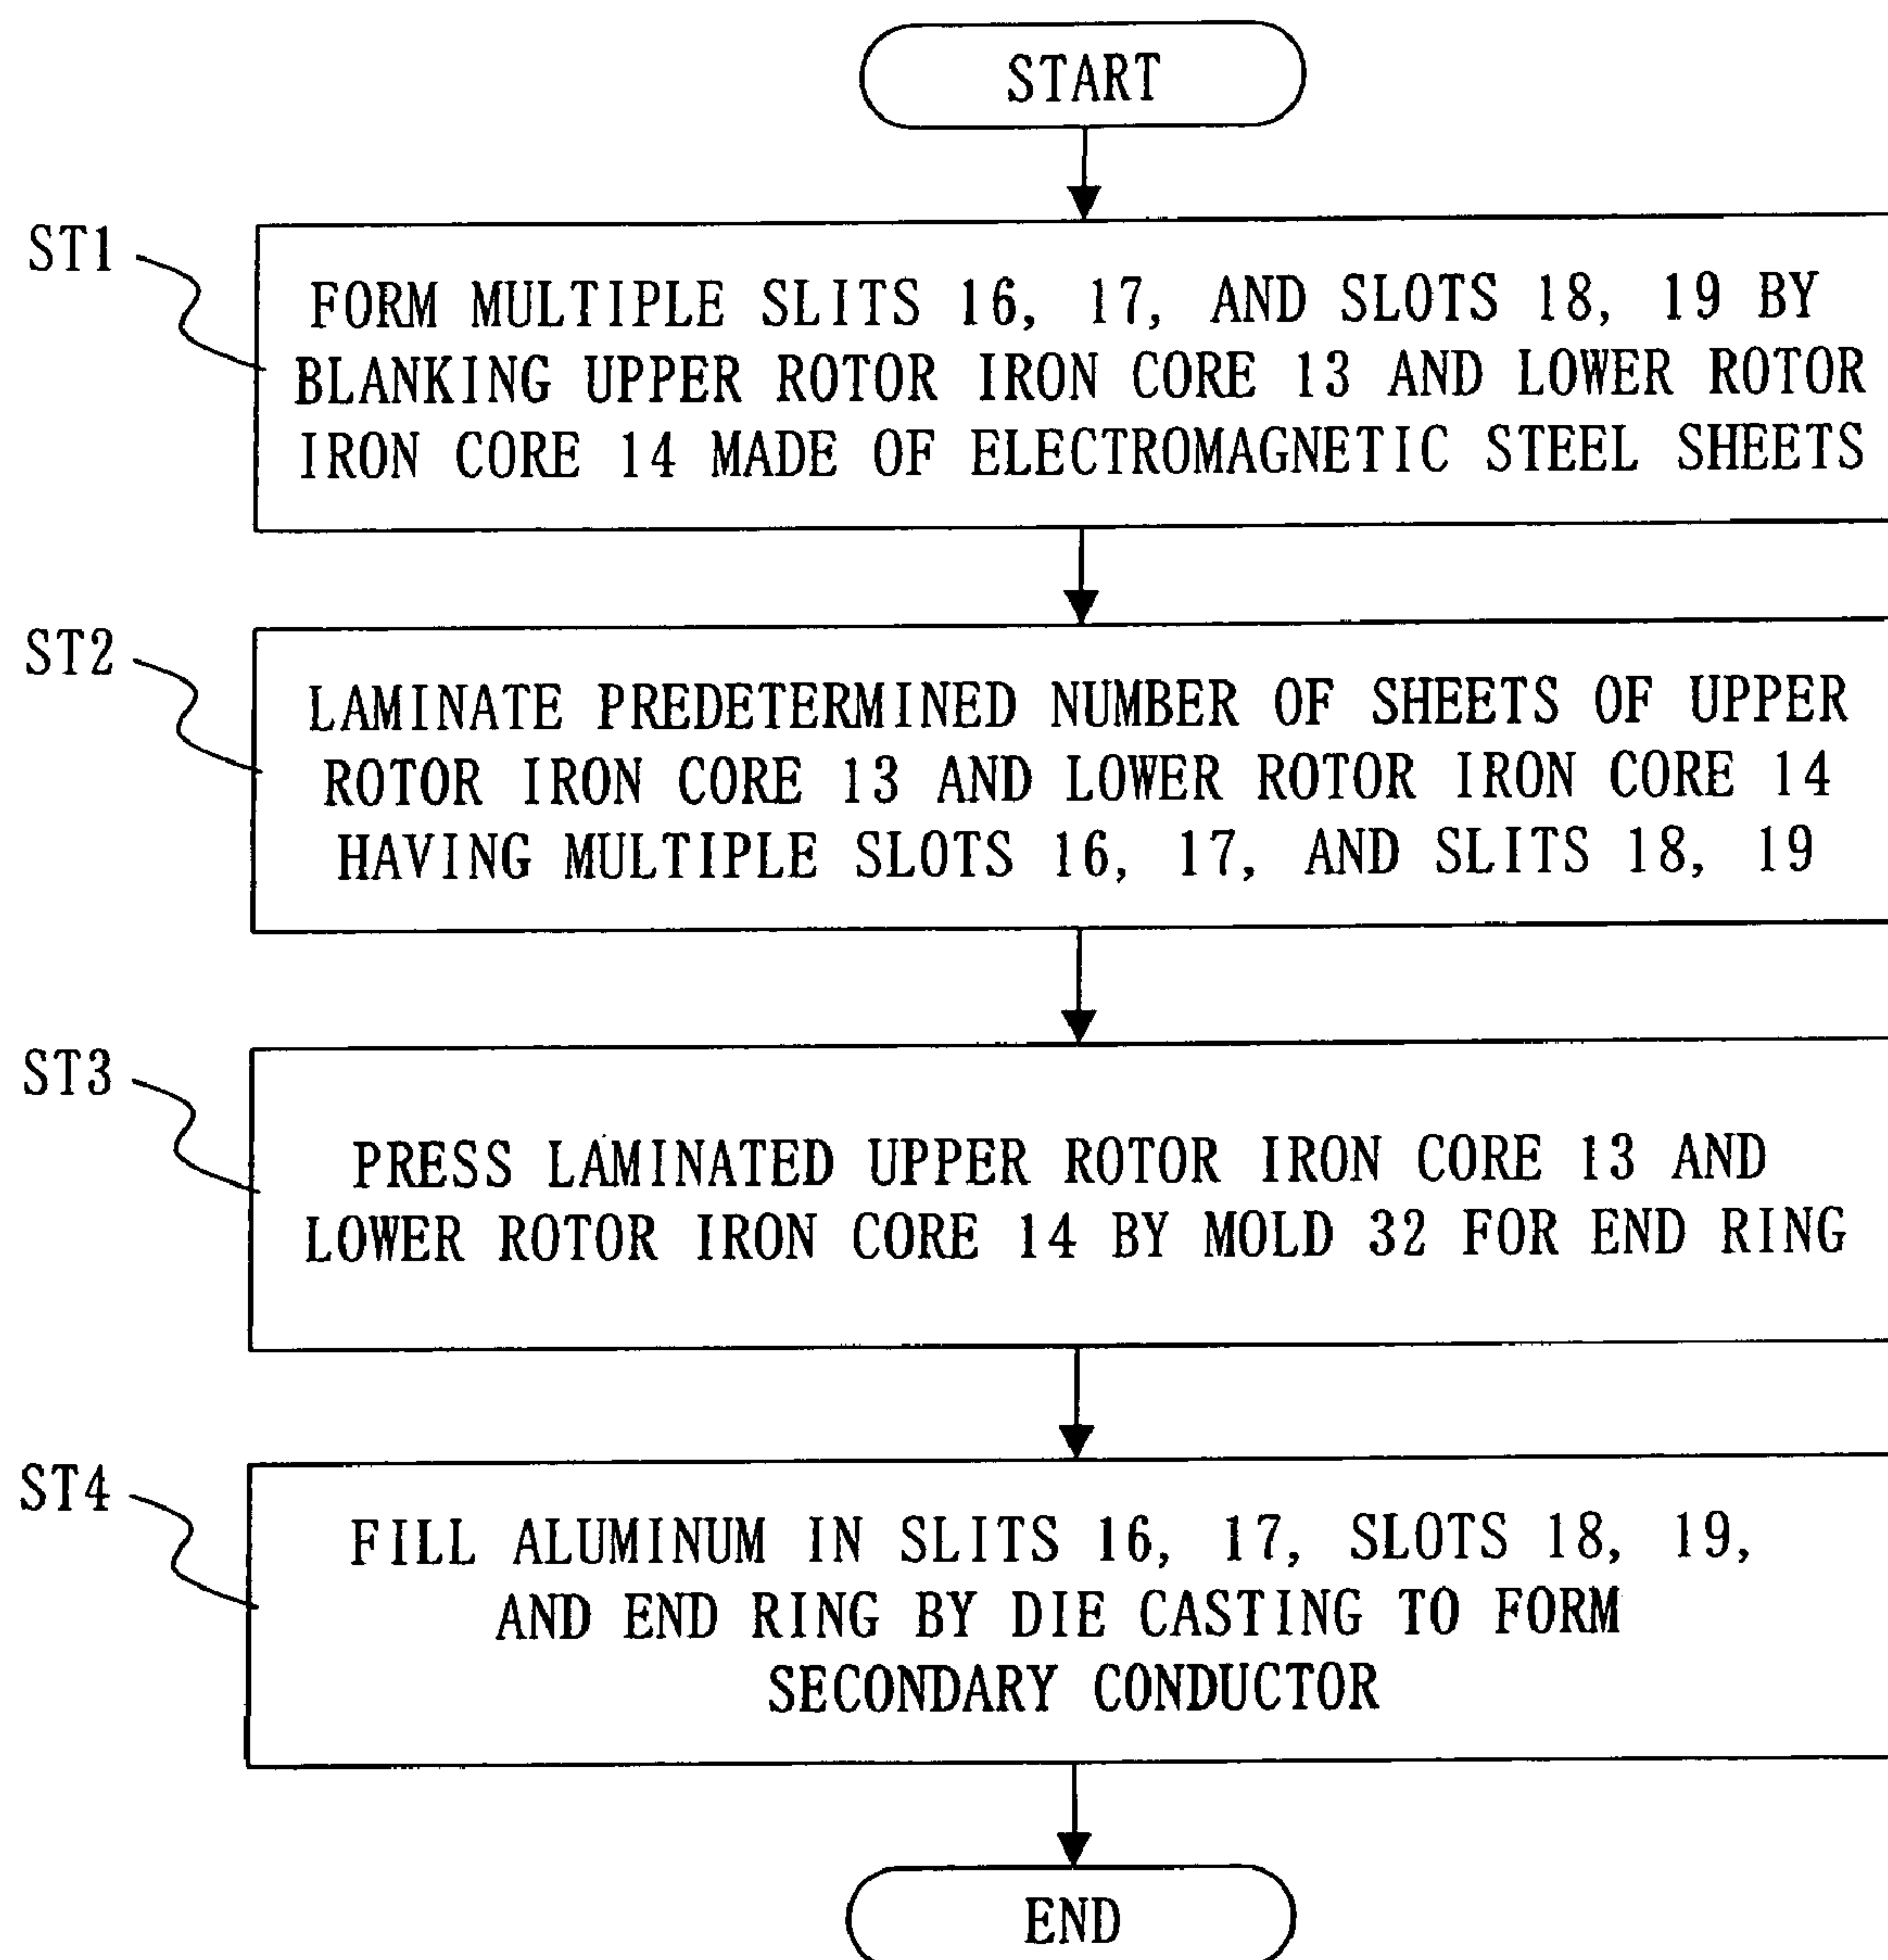 START
ST1
FORM MULTIPLE SLITS 16, 17, AND SLOTS 18, 19 BY
BLANKING UPPER ROTOR IRON CORE 13 AND LOWER ROTOR
IRON CORE 14 MADE OF ELECTROMAGNETIC STEEL SHEETS
ST2
LAMINATE PREDETERMINED NUMBER OF SHEETS OF UPPER
ROTOR IRON CORE 13 AND LOWER ROTOR IRON CORE 14
HAVING MULTIPLE SLOTS 16, 17, AND SLITS 18, 19
ST3
PRESS LAMINATED UPPER ROTOR IRON CORE 13 AND
LOWER ROTOR IRON CORE 14 BY MOLD 32 FOR END RING
ST4
FILL ALUMINUM IN SLITS 16, 17, SLOTS 18, 19,
AND END RING BY DIE CASTING TO FORM
SECONDARY CONDUCTOR
END